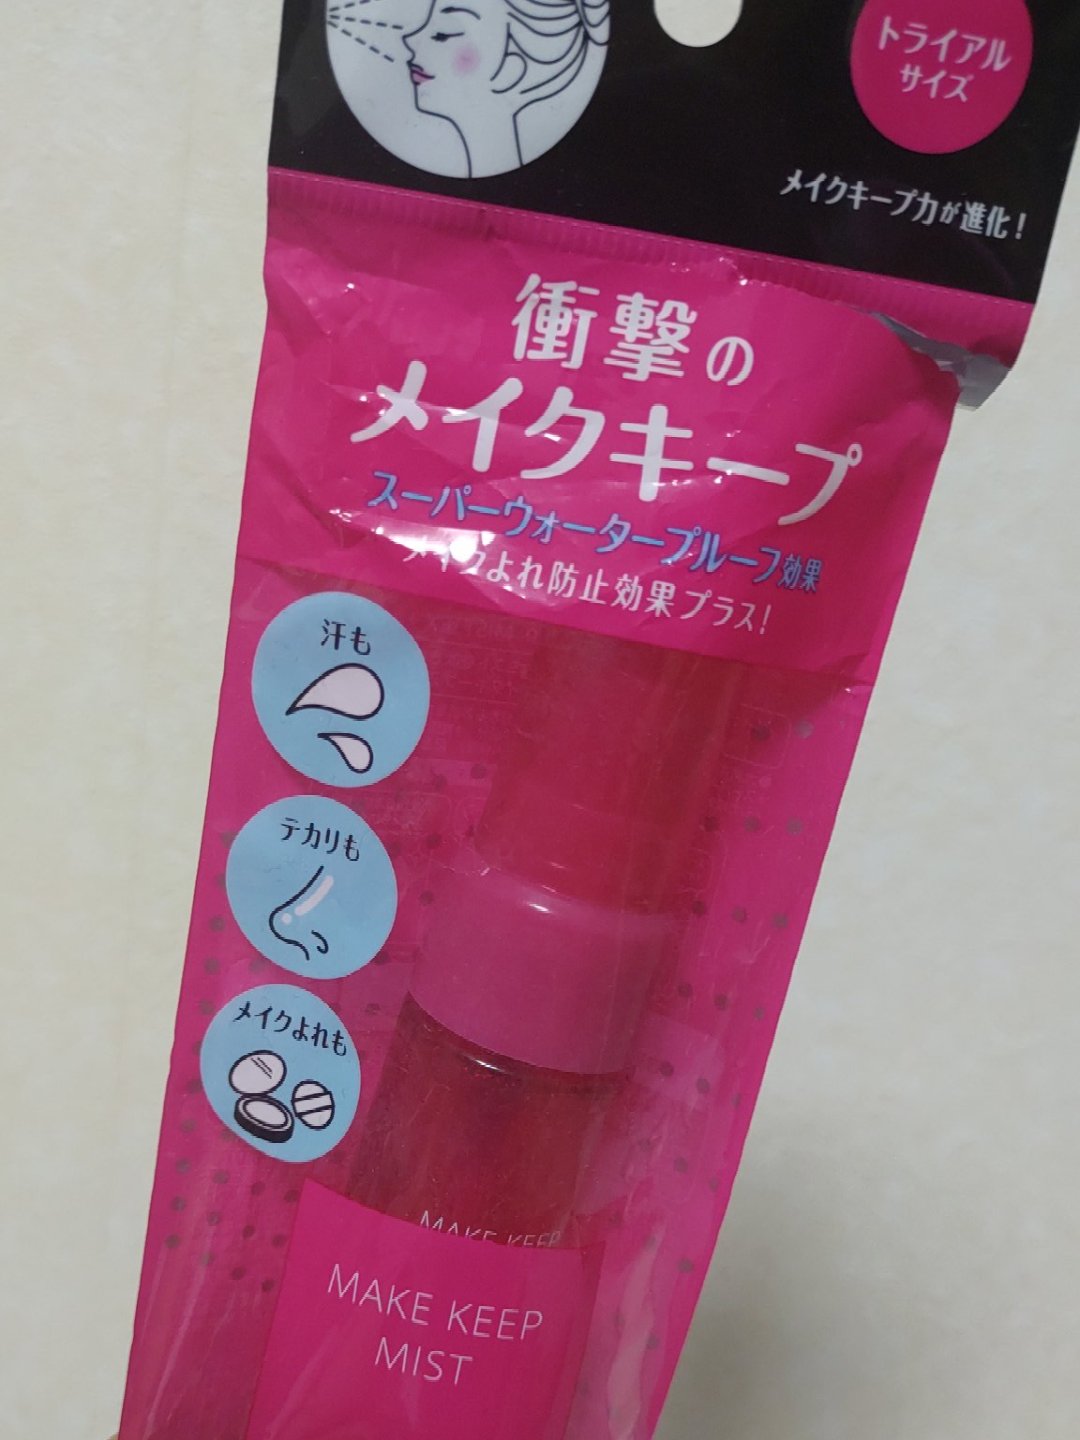 トライアル
サイズ
メイクキープ力が進化!
衝撃の
メイクキープ
スーパーウォータープルーフ効果
メイクよれ防止効果プラス!
汗も
テカリも
メイクよれも
MAKE KEEP
MAKE KEEP
MIST